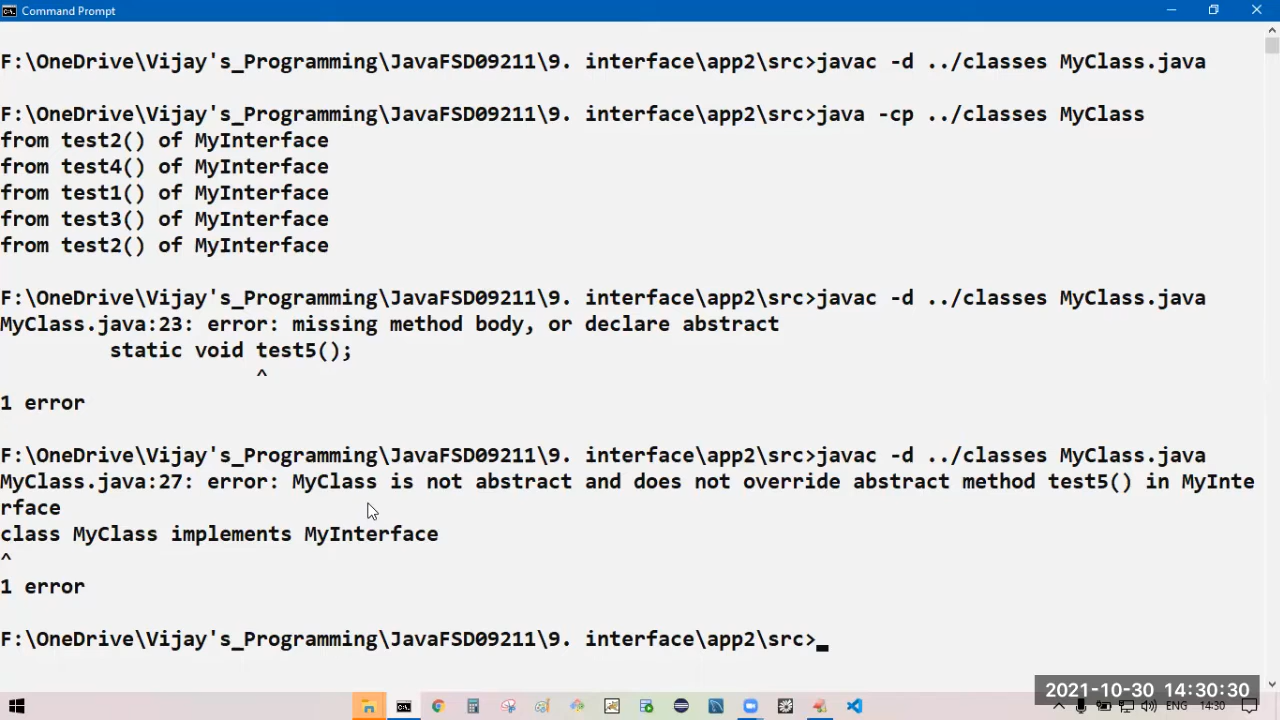 Command Prompt
F:\OneDrive\Vijay's_Programming\JavaFSD09211\9. interface\app2\src>javac -d ../classes MyClass.java
F:\OneDrive\Vijay's_Programming\JavaFSD09211\9. interface\app2\src>java -cp ../classes MyClass
from test2() of MyInterface
from test4() of MyInterface
from test1() of MyInterface
from test3() of MyInterface
from test2() of MyInterface
F:\OneDrive\Vijay's_Programming\JavaFSD09211\9. interface\app2\src>javac -d ../classes MyClass.java
MyClass.java:23: error: missing method body, or declare abstract
static void test5();
^
1 error
F:\OneDrive\Vijay's_Programming\JavaFSD09211\9. interface\app2\src>javac -d ../classes MyClass.java
MyClass.java:27: error: MyClass is not abstract and does not override abstract method test5() in MyInte
rface
class MyClass implements MyInterface
^
1 error
F:\OneDrive\Vijay's_Programming\JavaFSD09211\9. interface\app2\src>
2021-10-30 14:30:30
ENG 14:30